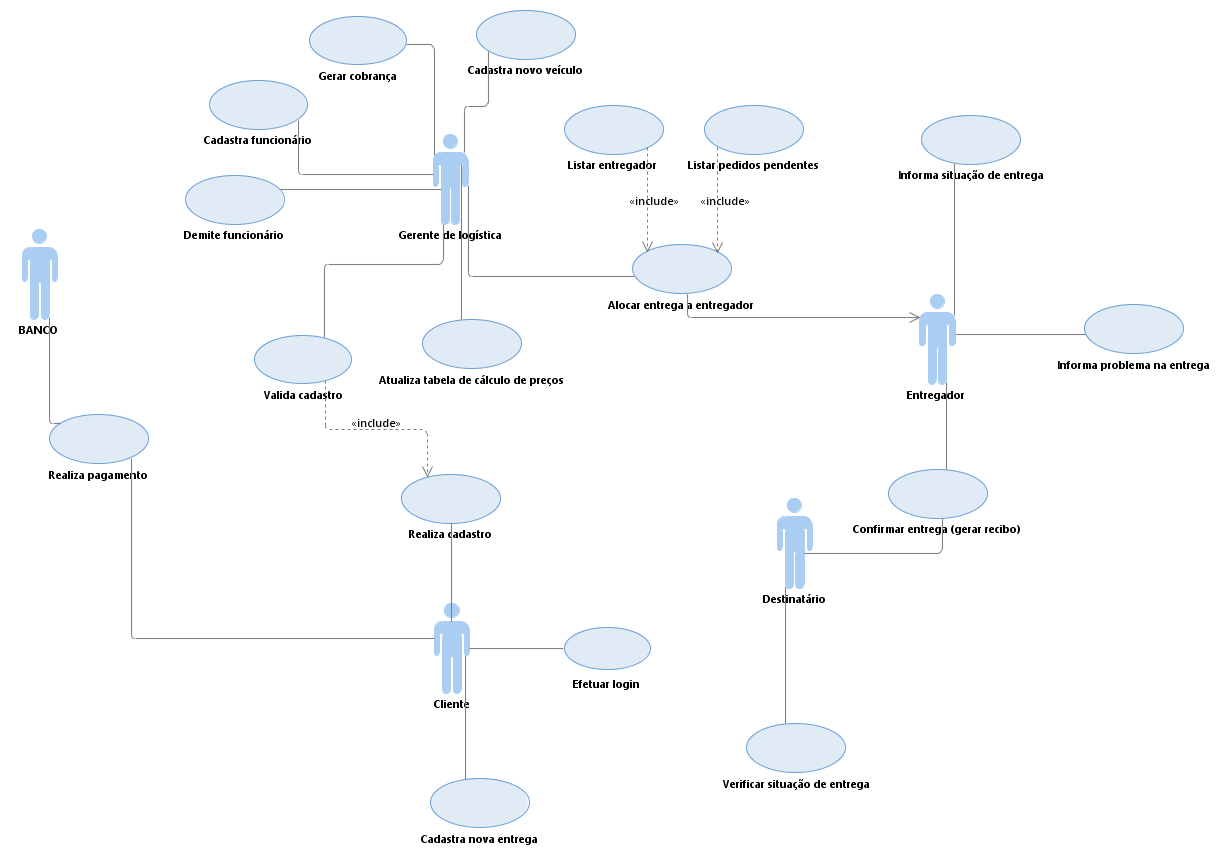 Gerar cobrança
Cadastra novo veículo
Cadastra funcionário
Listar entregador
Listar pedidos pendentes
Informa situação de entrega
«include»
«include»
Demite funcionário
Gerente de logística
Alocar entrega a entregador
BANCO
Informa problema na entrega
Atualiza tabela de cálculo de preços
Valida cadastro
Entregador
«include»
Realiza pagamento
Confirmar entrega (gerar recibo)
Realiza cadastro
Destinatário
Efetuar login
Cliente
Verificar situação de entrega
Cadastra nova entrega